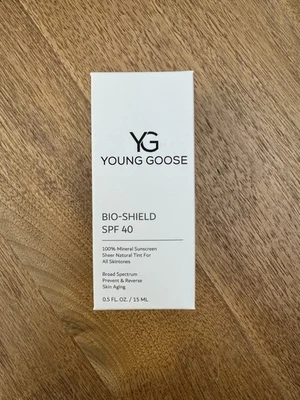 YG
YOUNG GOOSE
BIO-SHIELD
SPF 40
100% Mineral Sunscreen
Sheer Natural Tint For
All Skintones
Broad Spectrum
Prevent & Reverse
Skin Aging
0.5 FL. OZ. / 15 ML